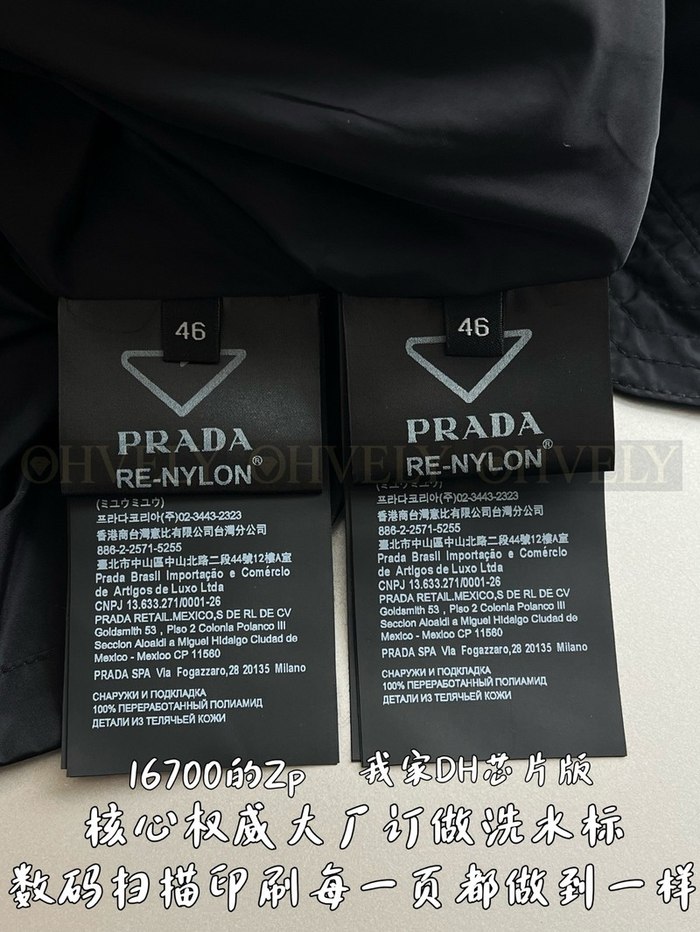 46
PRADA
RE-NYLON®
(ミュウミュウ)
프라다코리아(주)02-3443-2323
香港商台灣意比有限公司台灣分公司
886-2-2571-5255
臺北市中山區中山北路二段44號12樓A室
Prada Brasil Importação e Comércio
de Artigos de Luxo Ltda
CNPJ 13.633.271/0001-26
PRADA RETAIL.MEXICO,S DE RL DE CV
Goldsmith 53 , Piso 2 Colonia Polanco III
Seccion Aloaldi a Miguel Hidalgo Ciudad de
Mexico - Mexico CP 11560
PRADA SPA Via Fogazzaro,28 20135 Milano
СНАРУЖИ И ПОДКЛАДКА
100% ПЕРЕРАБОТАННЫЙ ПОЛИАМИД
ДЕТАЛИ ИЗ ТЕЛЯЧЬЕЙ КОЖИ
46
PRADA
RE-NYLON®
(ミュウミュウ)
프라다코리아(주)02-3443-2323
香港商台灣意比有限公司台灣分公司
886-2-2571-5255
臺北市中山區中山北路二段44號12樓A室
Prada Brasil Importação e Comércio
de Artigos de Luxo Ltda
CNPJ 13.633.271/0001-26
PRADA RETAIL.MEXICO,S DE RL DE CV
Goldsmith 53 , Piso 2 Colonia Polanco III
Seccion Aloaldi a Miguel Hidalgo Ciudad de
Mexico - Mexico CP 11560
PRADA SPA Via Fogazzaro,28 20135 Milano
СНАРУЖИ И ПОДКЛАДКА
100% ПЕРЕРАБОТАННЫЙ ПОЛИАМИД
ДЕТАЛИ ИЗ ТЕЛЯЧЬЕЙ КОЖИ
OHVELY OHVELY OHVELY
16700的Zp 我家DH芯片版
核心权威大厂订做洗水标
数码扫描印刷每一页都做到一样